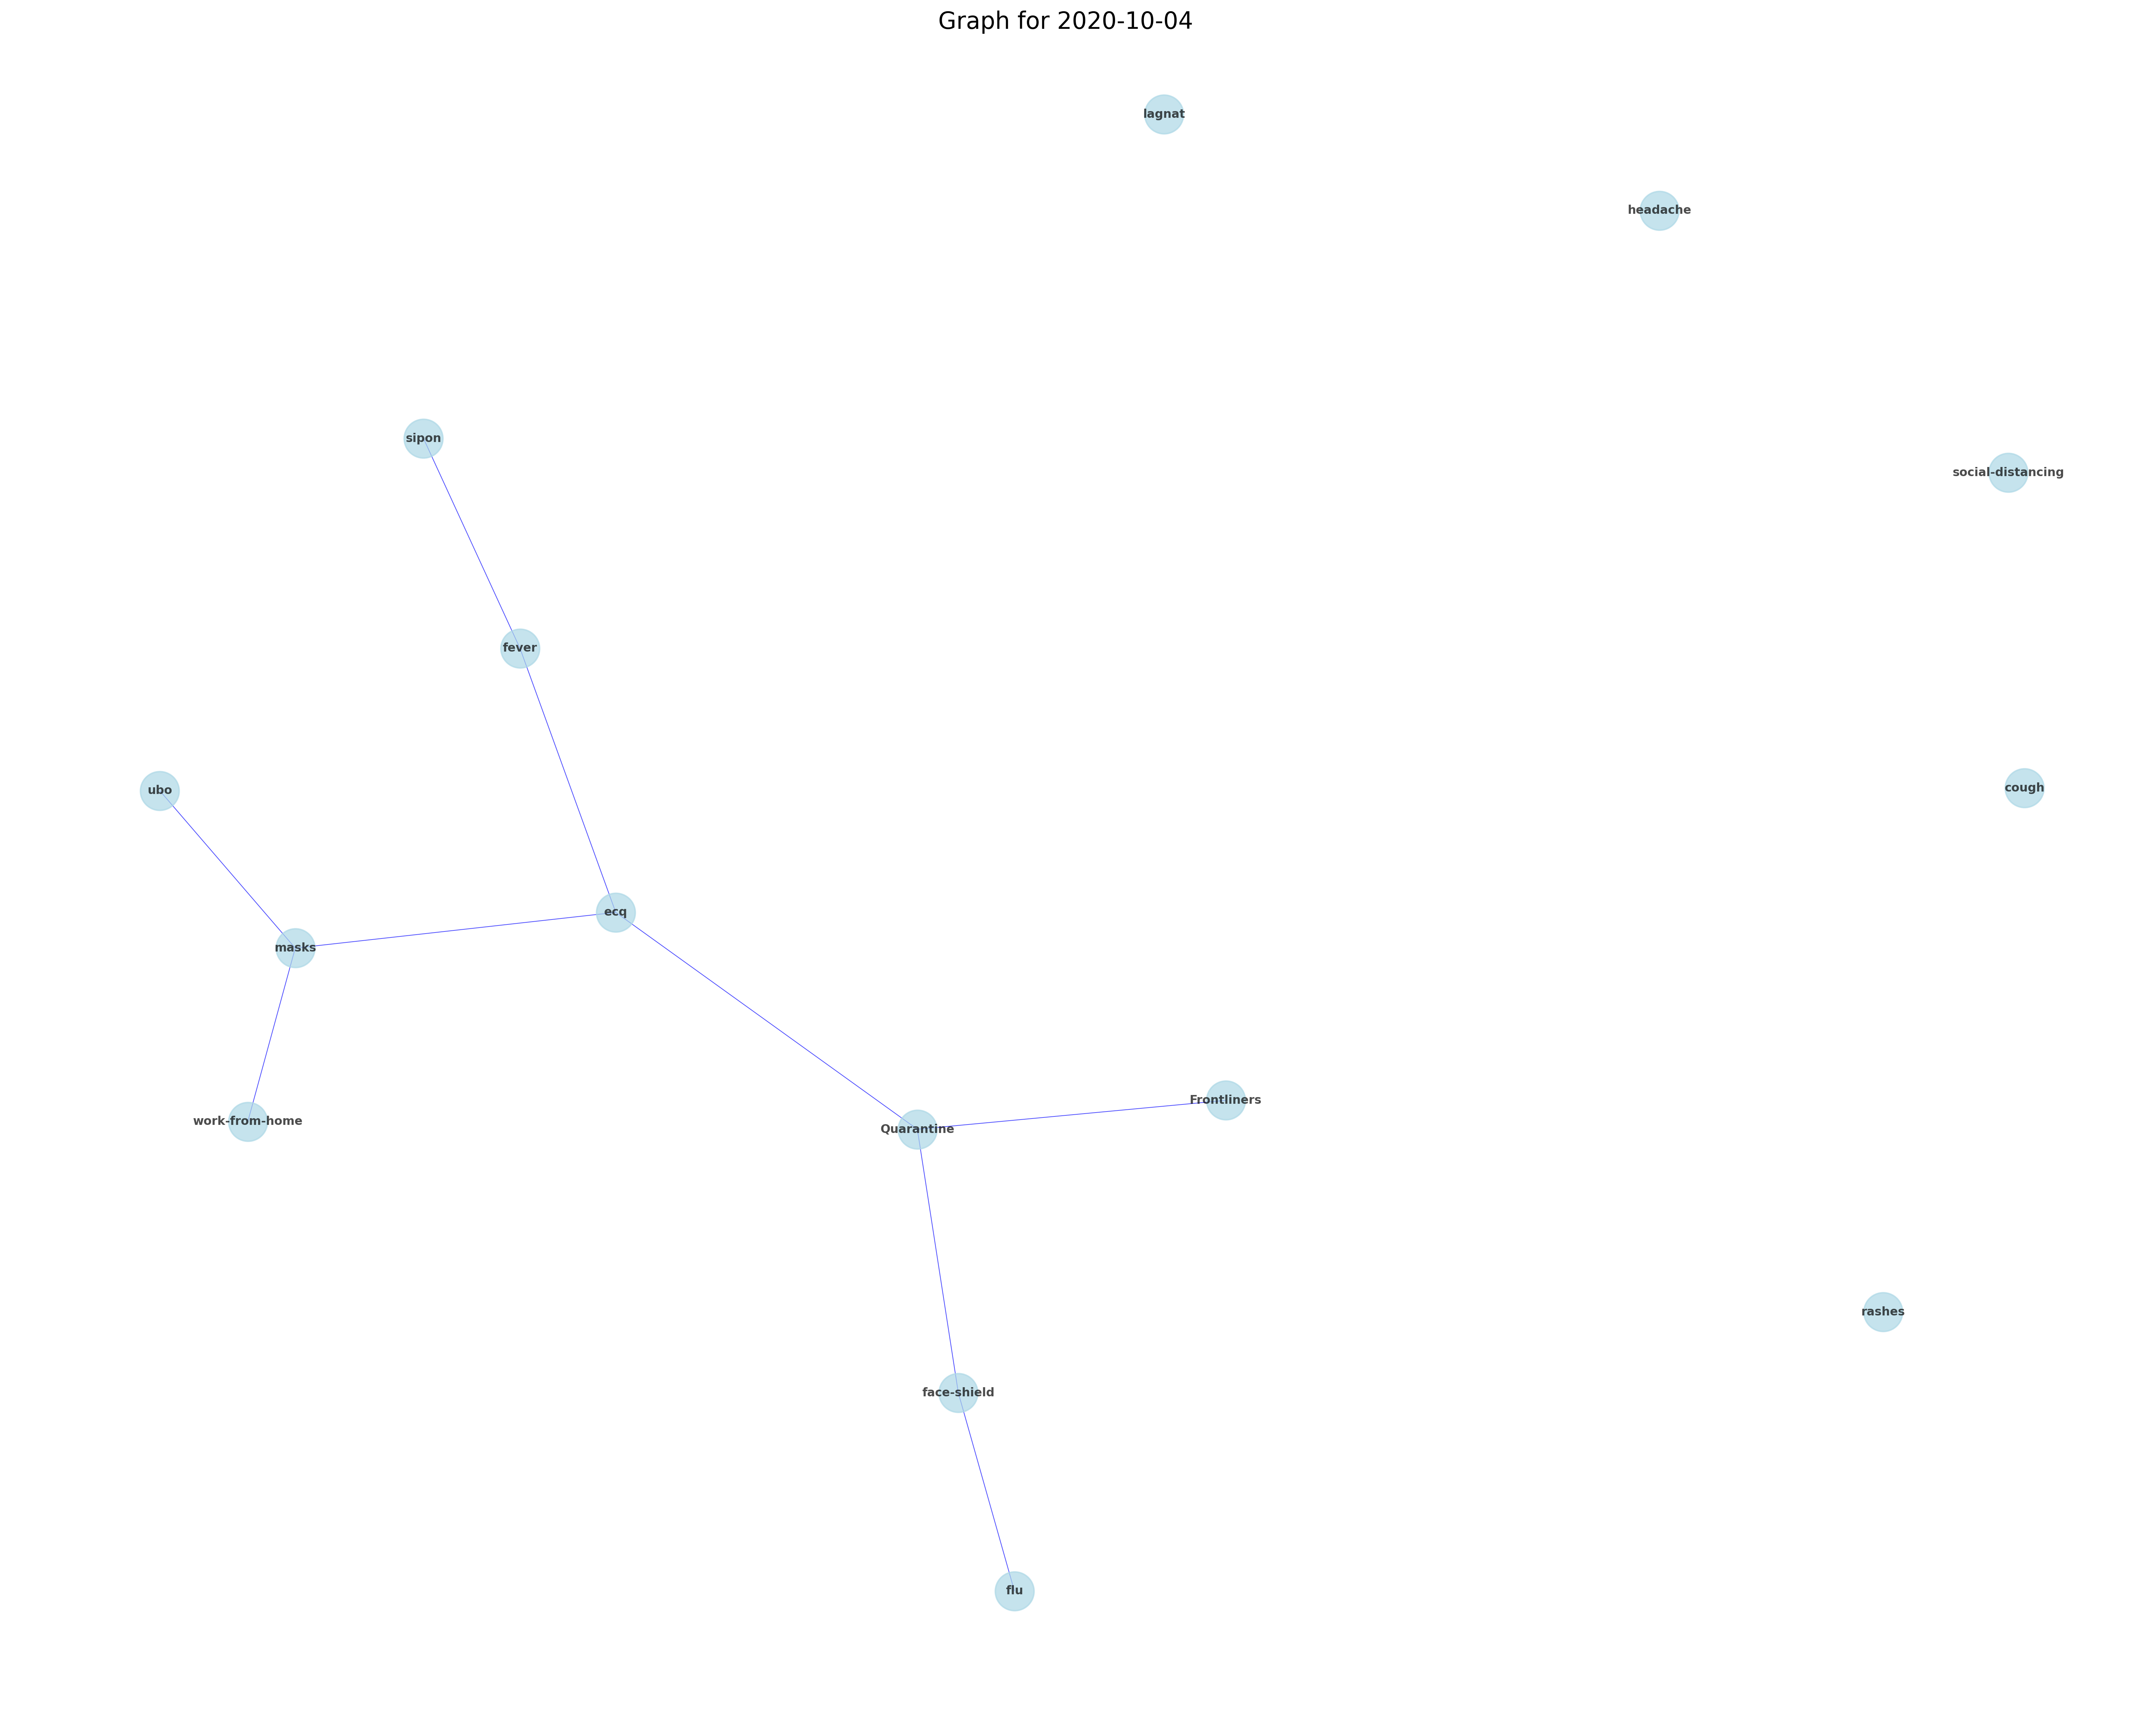 Graph for 2020-10-04
lagnat
headache
sipon
social-distancing
fever
cough
ubo
ecq
masks
Frontliners
work-from-home
Quarantine
rashes
face-shield
flu